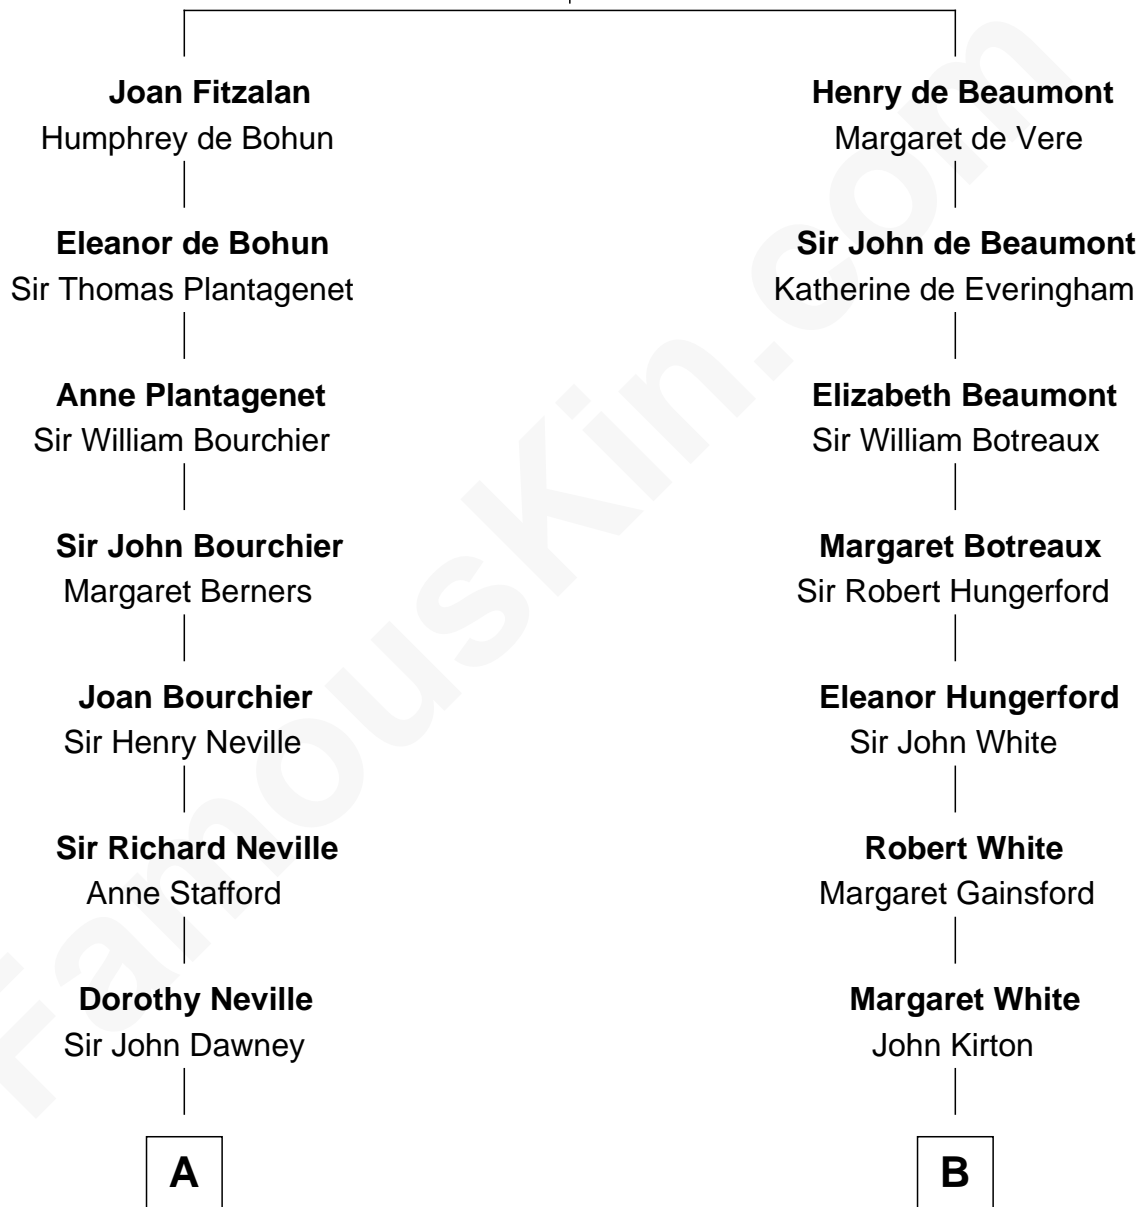 Joan Fitzalan
Humphrey de Bohun
Eleanor de Bohun
Sir Thomas Plantagenet
Anne Plantagenet
Sir William Bourchier
Sir John Bourchier
Margaret Berners
Joan Bourchier
Sir Henry Neville
Sir Richard Neville
Anne Stafford
Dorothy Neville
Sir John Dawney
A
Henry de Beaumont
Margaret de Vere
Sir John de Beaumont
Katherine de Everingham
Elizabeth Beaumont
Sir William Botreaux
Margaret Botreaux
Sir Robert Hungerford
Eleanor Hungerford
Sir John White
Robert White
Margaret Gainsford
Margaret White
John Kirton
B
FamousKin.com